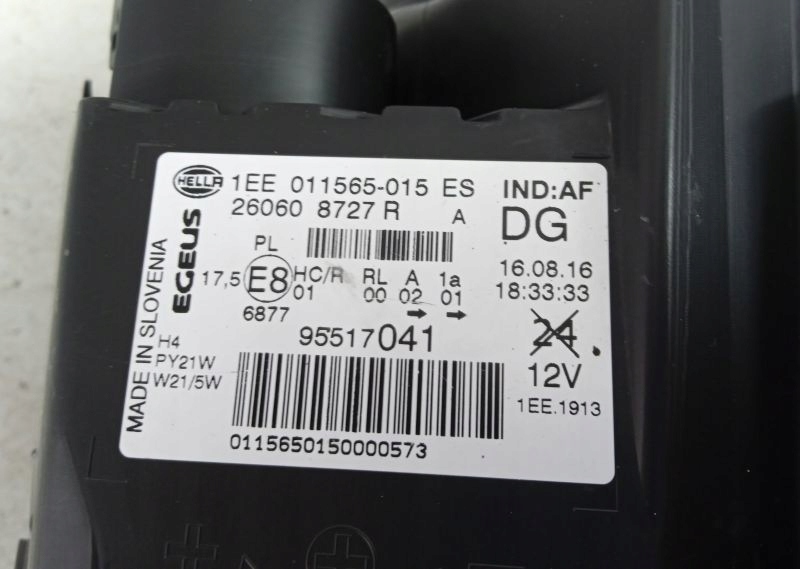 HELLA 1EE 011565-015 ES IND:AF
26060 8727 R A DG
EGEUS
MADE IN SLOVENIA
PL
17,5 E8 HC/R RL A 1a
01 00 02 01
6877
16.08.16
18:33:33
95517041
24
12V
H4
PY21W
W21/5W
1EE.1913
0115650150000573